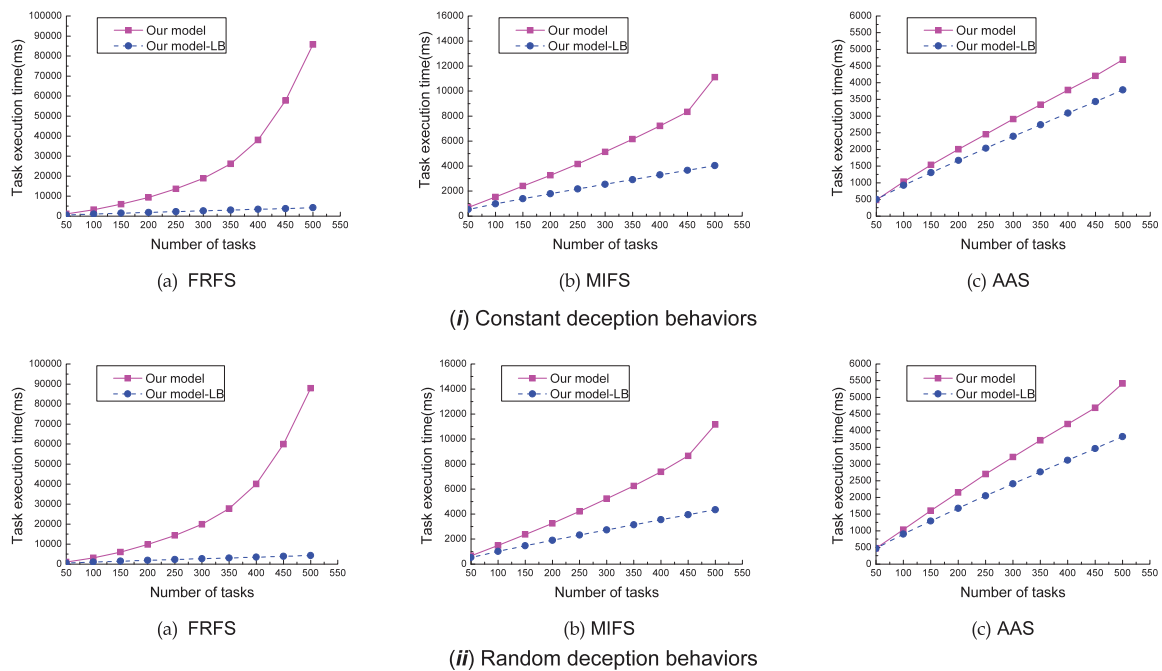 Our model
Our model-LB
Task execution time(ms)
100000
90000
80000
70000
60000
50000
40000
30000
20000
10000
0
50 100 150 200 250 300 350 400 450 500 550
Number of tasks
(a) FRFS
Our model
Our model-LB
Task execution time(ms)
16000
14000
12000
10000
8000
6000
4000
2000
0
50 100 150 200 250 300 350 400 450 500 550
Number of tasks
(b) MIFS
Our model
Our model-LB
Task execution time(ms)
6000
5500
5000
4500
4000
3500
3000
2500
2000
1500
1000
500
0
50 100 150 200 250 300 350 400 450 500 550
Number of tasks
(c) AAS
(i) Constant deception behaviors
Our model
Our model-LB
Task execution time(ms)
100000
90000
80000
70000
60000
50000
40000
30000
20000
10000
0
50 100 150 200 250 300 350 400 450 500 550
Number of tasks
(a) FRFS
Our model
Our model-LB
Task execution time(ms)
16000
14000
12000
10000
8000
6000
4000
2000
0
50 100 150 200 250 300 350 400 450 500 550
Number of tasks
(b) MIFS
Our model
Our model-LB
Task execution time(ms)
6000
5500
5000
4500
4000
3500
3000
2500
2000
1500
1000
500
0
50 100 150 200 250 300 350 400 450 500 550
Number of tasks
(c) AAS
(ii) Random deception behaviors